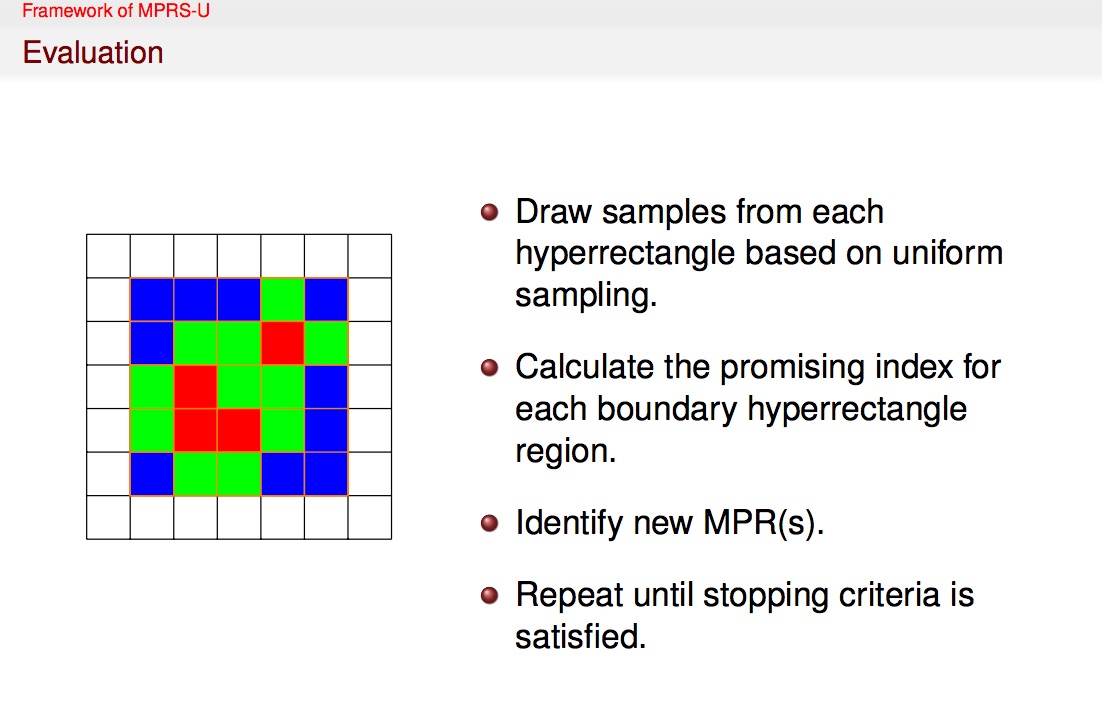 Framework of MPRS-U
Evaluation
Draw samples from each
hyperrectangle based on uniform
sampling.
Calculate the promising index for
each boundary hyperrectangle
region.
Identify new MPR(s).
Repeat until stopping criteria is
satisfied.